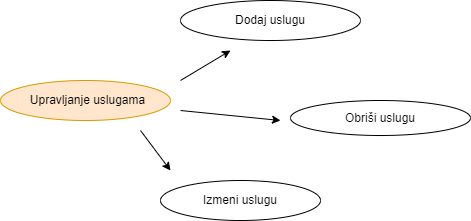 Dodaj uslugu
Upravljanje uslugama
Obriši uslugu
Izmeni uslugu